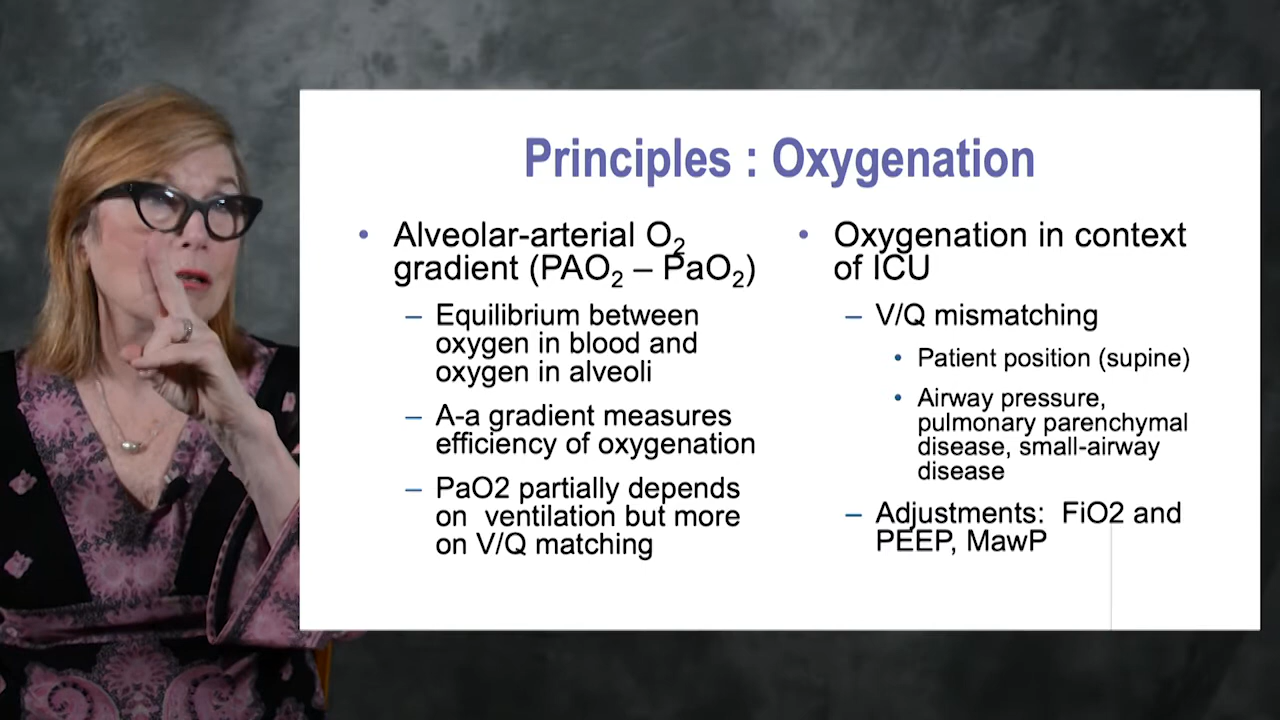 Principles : Oxygenation
• Alveolar-arterial O₂
gradient (PAO₂ – PaO₂)
– Equilibrium between
oxygen in blood and
oxygen in alveoli
– A-a gradient measures
efficiency of oxygenation
– PaO2 partially depends
on ventilation but more
on V/Q matching
• Oxygenation in context
of ICU
– V/Q mismatching
• Patient position (supine)
• Airway pressure,
pulmonary parenchymal
disease, small-airway
disease
– Adjustments: FiO2 and
PEEP, MawP